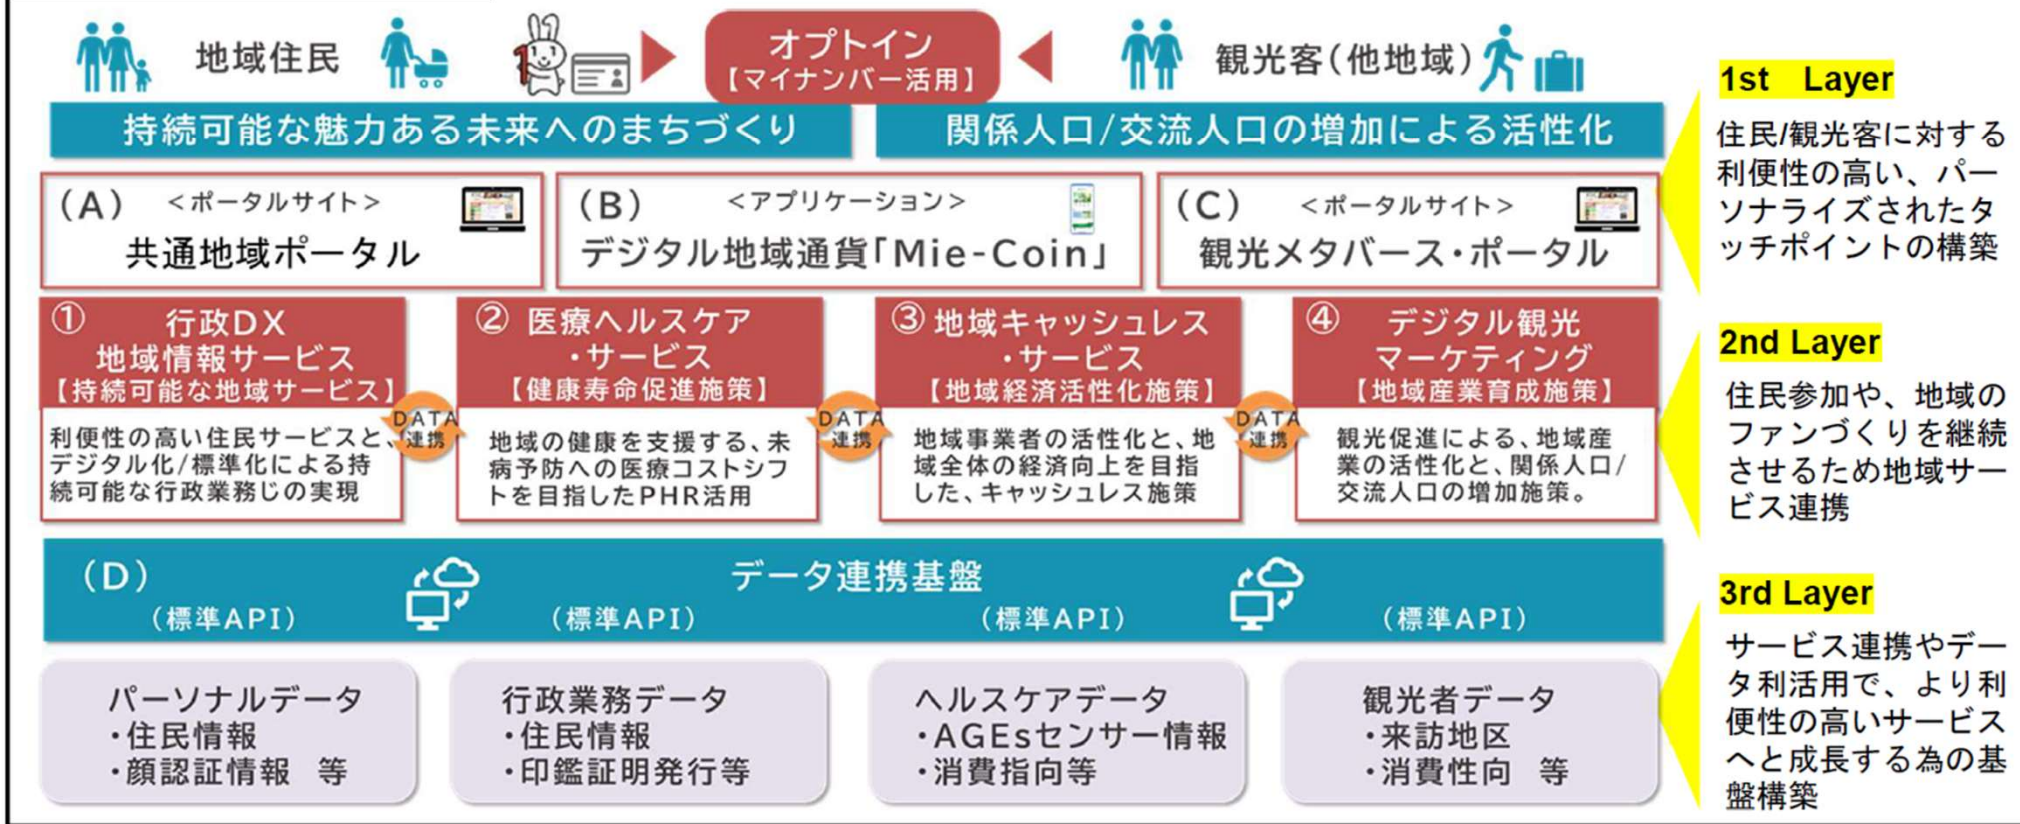 地域住民
オプトイン
【マイナンバー活用】
観光客(他地域)
持続可能な魅力ある未来へのまちづくり
関係人口/交流人口の増加による活性化
(A) <ポータルサイト>
共通地域ポータル
(B) <アプリケーション>
デジタル地域通貨「Mie-Coin」
(C) <ポータルサイト>
観光メタバース・ポータル
1st Layer
住民/観光客に対する
利便性の高い、パー
ソナライズされたタ
ッチポイントの構築
① 行政DX
地域情報サービス
【持続可能な地域サービス】
利便性の高い住民サービスと、
デジタル化/標準化による持
続可能な行政業務じの実現
DATA
連携
② 医療ヘルスケア
・サービス
【健康寿命促進施策】
地域の健康を支援する、未
病予防への医療コストシフ
トを目指したPHR活用
DATA
連携
③ 地域キャッシュレス
・サービス
【地域経済活性化施策】
地域事業者の活性化と、地
域全体の経済向上を目指
した、キャッシュレス施策
DATA
連携
④ デジタル観光
マーケティング
【地域産業育成施策】
観光促進による、地域産
業の活性化と、関係人口/
交流人口の増加施策。
2nd Layer
住民参加や、地域の
ファンづくりを継続
させるため地域サー
ビス連携
(D) データ連携基盤
(標準API) (標準API) (標準API) (標準API)
パーソナルデータ
・住民情報
・顔認証情報 等
行政業務データ
・住民情報
・印鑑証明発行等
ヘルスケアデータ
・AGEsセンサー情報
・消費指向等
観光者データ
・来訪地区
・消費性向 等
3rd Layer
サービス連携やデー
タ利活用で、より利
便性の高いサービス
へと成長する為の基
盤構築